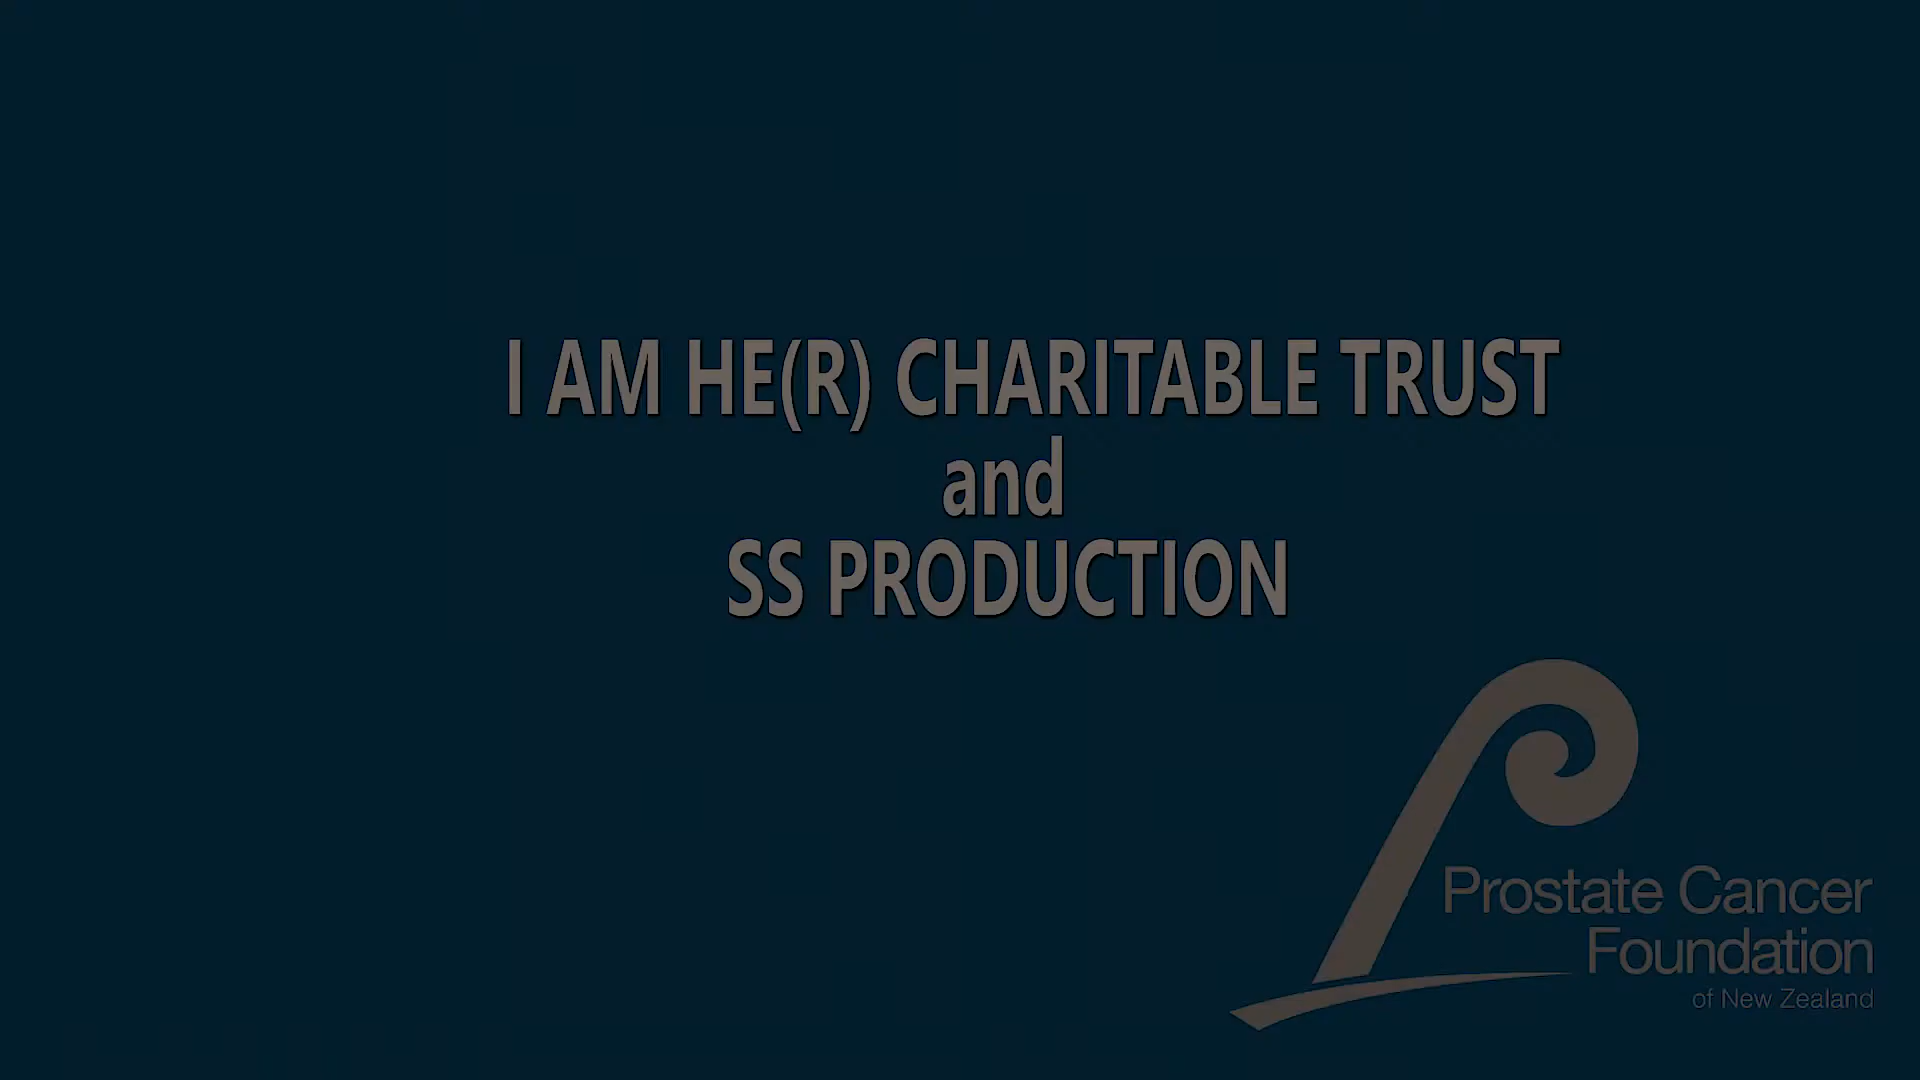 I AM HE(R) CHARITABLE TRUST
and
SS PRODUCTION
Prostate Cancer
Foundation
of New Zealand